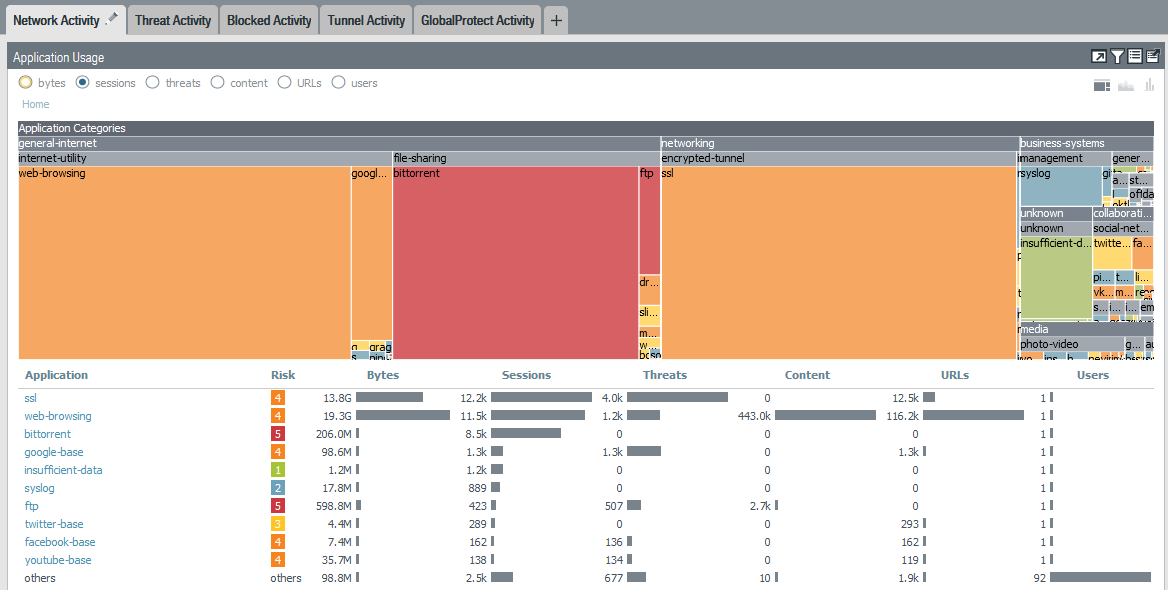 Network Activity Threat Activity Blocked Activity Tunnel Activity GlobalProtect Activity +
Application Usage
bytes sessions threats content URLs users
Home
Application Categories
general-internet networking business-systems
internet-utility file-sharing encrypted-tunnel management gener...
web-browsing googl... bittorrent ftp ssl syslog
a... st...
unknown collaborati...
unknown social-net...
insufficient-d... twitte... fa...
dr... pi... t... li...
sli... vk... m...
m... s... i... i... em
media
photo-video g... au
Application Risk Bytes Sessions Threats Content URLs Users
ssl 4 13.8G 12.2k 4.0k 0 12.5k 1
web-browsing 4 19.3G 11.5k 1.2k 443.0k 116.2k 1
bittorrent 5 206.0M 8.5k 0 0 0 1
google-base 4 98.6M 1.3k 1.3k 0 1.3k 1
insufficient-data 1 1.2M 1.2k 0 0 0 1
syslog 2 17.8M 889 0 0 0 1
ftp 5 598.8M 423 507 2.7k 0 1
twitter-base 3 4.4M 289 0 0 293 1
facebook-base 4 7.4M 162 136 0 162 1
youtube-base 4 35.7M 138 134 0 119 1
others others 98.8M 2.5k 677 10 1.9k 92